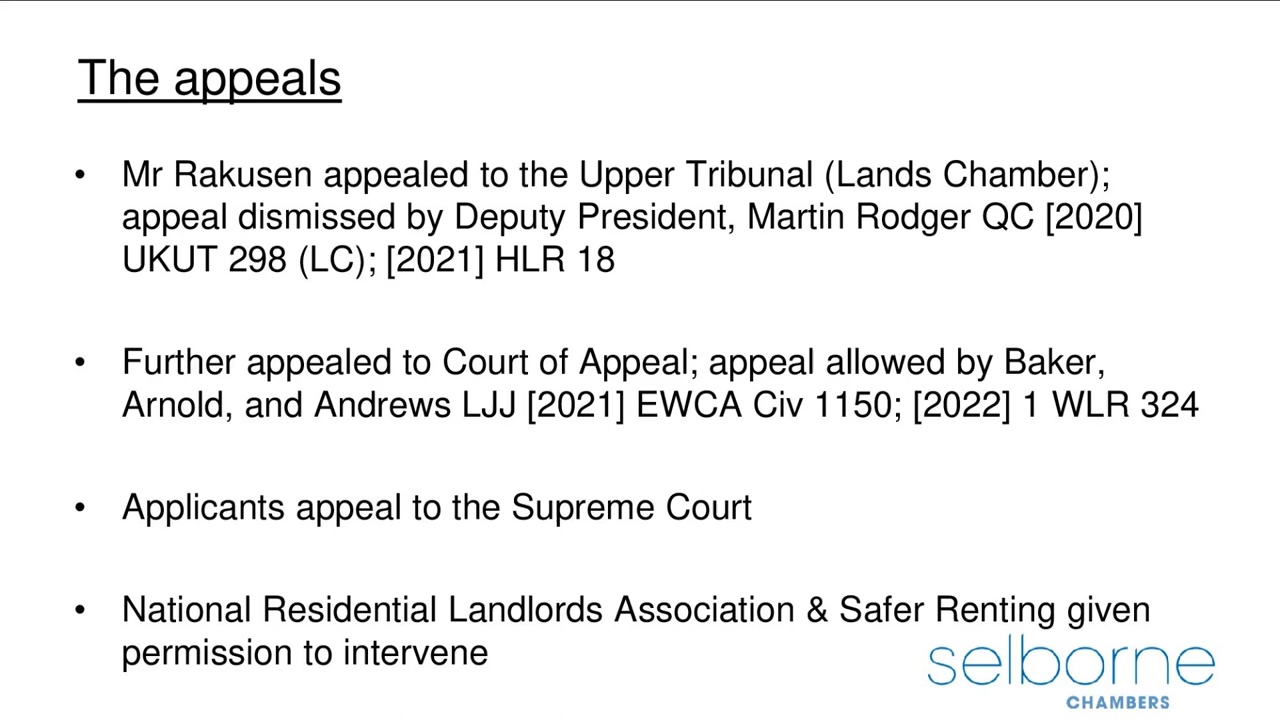 The appeals
• Mr Rakusen appealed to the Upper Tribunal (Lands Chamber);
appeal dismissed by Deputy President, Martin Rodger QC [2020]
UKUT 298 (LC); [2021] HLR 18
• Further appealed to Court of Appeal; appeal allowed by Baker,
Arnold, and Andrews LJJ [2021] EWCA Civ 1150; [2022] 1 WLR 324
• Applicants appeal to the Supreme Court
• National Residential Landlords Association & Safer Renting given
permission to intervene
selborne
CHAMBERS